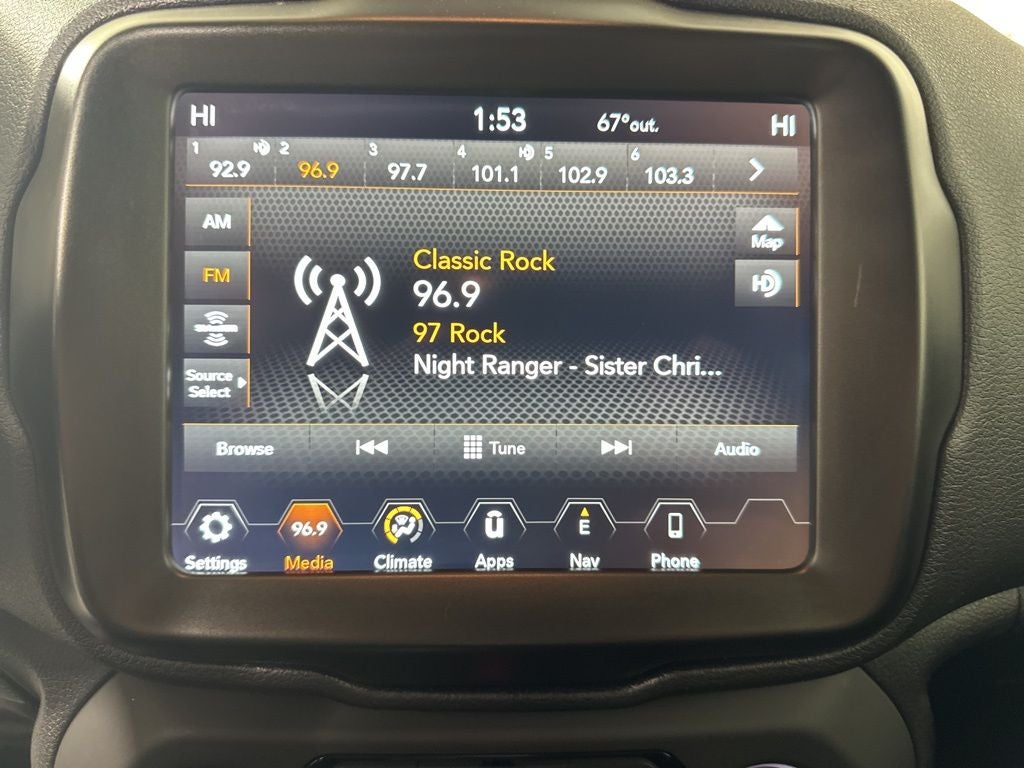 HI 1:53 67° out. HI
1 HD 2 3 4 HD 5 6
92.9 96.9 97.7 101.1 102.9 103.3
AM
Map
FM
HD
Classic Rock
96.9
97 Rock
Night Ranger - Sister Chri...
Source
Select
Browse Tune Audio
96.9 E
Settings Media Climate Apps Nav Phone